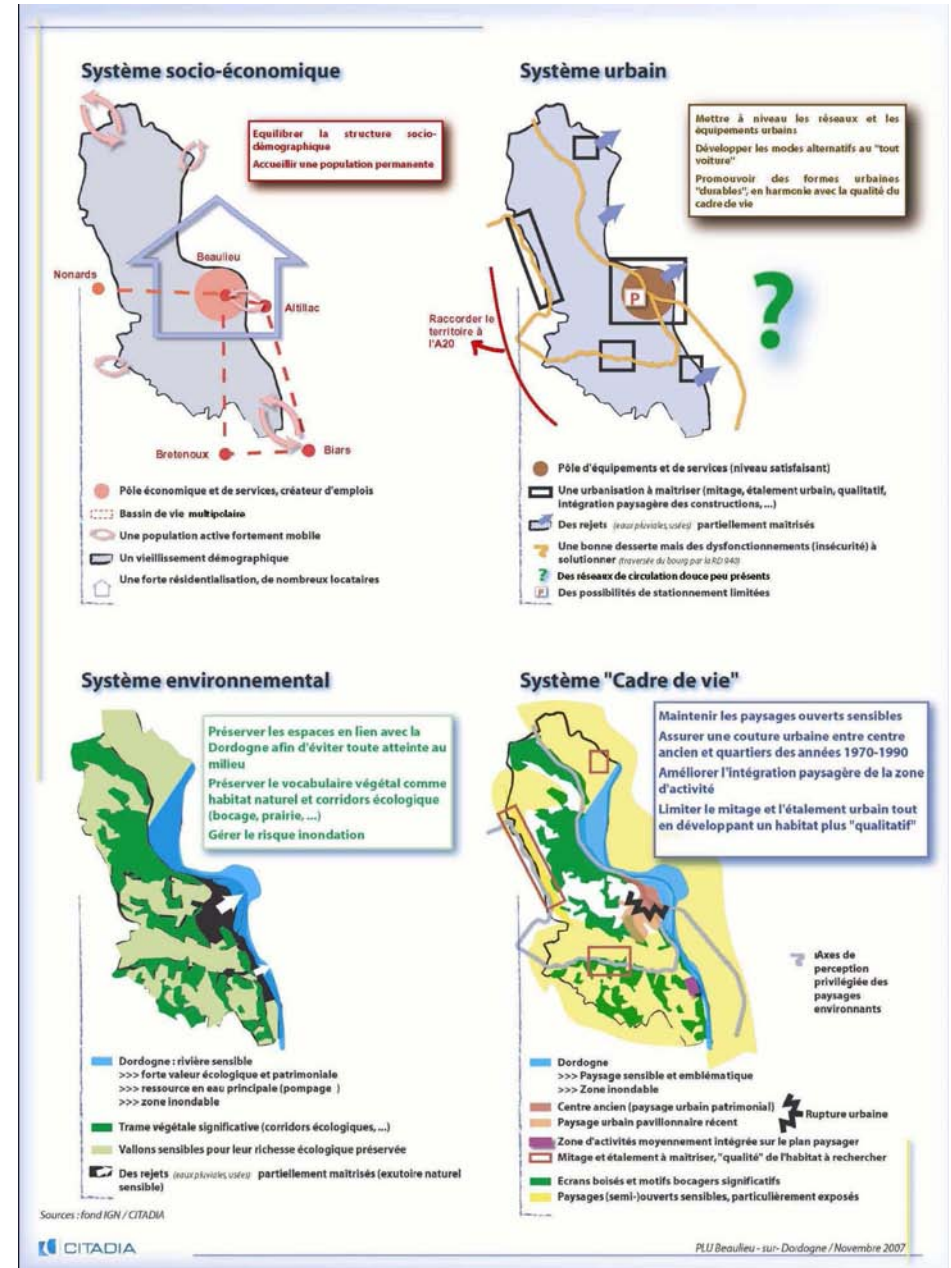 Système socio-économique
Equilibrer la structure socio-
démographique
Accueillir une population permanente
Beaulieu
Nonards
Altillac
Bretenoux
Biars
Pôle économique et de services, créateur d'emplois
Bassin de vie multipolaire
Une population active fortement mobile
Un vieillissement démographique
Une forte résidentialisation, de nombreux locataires
Système urbain
Mettre à niveau les réseaux et les
équipements urbains
Développer les modes alternatifs au "tout
voiture"
Promouvoir des formes urbaines
"durables", en harmonie avec la qualité du
cadre de vie
P
?
Raccorder le
territoire à
l'A20
Pôle d'équipements et de services (niveau satisfaisant)
Une urbanisation à maîtriser (mitage, étalement urbain, qualitatif,
intégration paysagère des constructions, ...)
Des rejets (eaux pluviales, usées) partiellement maîtrisés
Une bonne desserte mais des dysfonctionnements (insécurité) à
solutionner (traversée du bourg par la RD 940)
? Des réseaux de circulation douce peu présents
P Des possibilités de stationnement limitées
Système environnemental
Préserver les espaces en lien avec la
Dordogne afin d'éviter toute atteinte au
milieu
Préserver le vocabulaire végétal comme
habitat naturel et corridors écologique
(bocage, prairie, ...)
Gérer le risque inondation
Dordogne : rivière sensible
>>> forte valeur écologique et patrimoniale
>>> ressource en eau principale (pompage )
>>> zone inondable
Trame végétale significative (corridors écologiques, ...)
Vallons sensibles pour leur richesse écologique préservée
Des rejets (eaux pluviales, usées) partiellement maîtrisés (exutoire naturel
sensible)
Système "Cadre de vie"
Maintenir les paysages ouverts sensibles
Assurer une couture urbaine entre centre
ancien et quartiers des années 1970-1990
Améliorer l'intégration paysagère de la zone
d'activité
Limiter le mitage et l'étalement urbain tout
en développant un habitat plus "qualitatif"
Axes de
perception
privilégiée des
paysages
environnants
Dordogne
>>> Paysage sensible et emblématique
>>> Zone inondable
Centre ancien (paysage urbain patrimonial)
Rupture urbaine
Paysage urbain pavillonnaire récent
Zone d'activités moyennement intégrée sur le plan paysager
Mitage et étalement à maîtriser, "qualité" de l'habitat à rechercher
Ecrans boisés et motifs bocagers significatifs
Paysages (semi-)ouverts sensibles, particulièrement exposés
Sources : fond IGN / CITADIA
CITADIA
PLU Beaulieu - sur- Dordogne / Novembre 2007